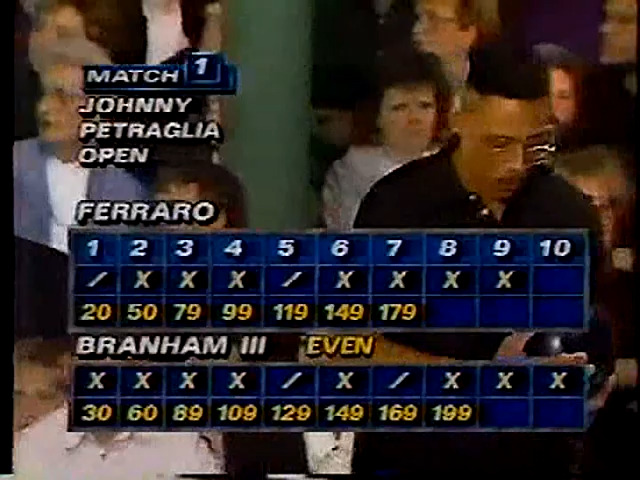 MATCH 1
JOHNNY
PETRAGLIA
OPEN
FERRARO
1 2 3 4 5 6 7 8 9 10
/ X X X / X X X X
20 50 79 99 119 149 179
BRANHAM III EVEN
X X X X / X / X X X
30 60 89 109 129 149 169 199